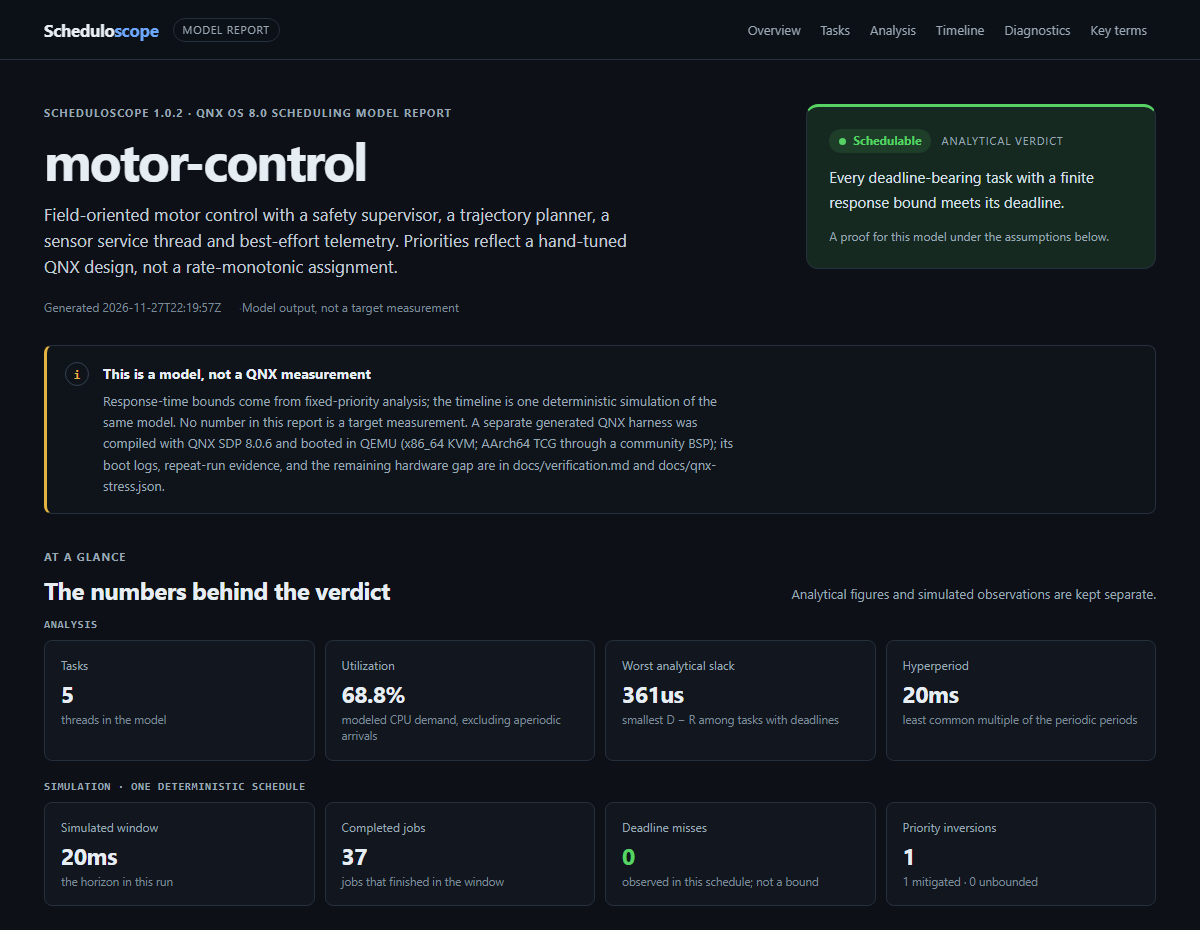 Scheduloscope MODEL REPORT Overview Tasks Analysis Timeline Diagnostics Key terms
SCHEDULOSCOPE 1.0.2 · QNX OS 8.0 SCHEDULING MODEL REPORT
motor-control
Field-oriented motor control with a safety supervisor, a trajectory planner, a
sensor service thread and best-effort telemetry. Priorities reflect a hand-tuned
QNX design, not a rate-monotonic assignment.
Generated 2026-11-27T22:19:57Z Model output, not a target measurement
Schedulable ANALYTICAL VERDICT
Every deadline-bearing task with a finite
response bound meets its deadline.
A proof for this model under the assumptions below.
i This is a model, not a QNX measurement
Response-time bounds come from fixed-priority analysis; the timeline is one deterministic simulation of the
same model. No number in this report is a target measurement. A separate generated QNX harness was
compiled with QNX SDP 8.0.6 and booted in QEMU (x86_64 KVM; AArch64 TCG through a community BSP); its
boot logs, repeat-run evidence, and the remaining hardware gap are in docs/verification.md and docs/qnx-
stress.json.
AT A GLANCE
The numbers behind the verdict
Analytical figures and simulated observations are kept separate.
ANALYSIS
Tasks
5
threads in the model
Utilization
68.8%
modeled CPU demand, excluding aperiodic
arrivals
Worst analytical slack
361us
smallest D − R among tasks with deadlines
Hyperperiod
20ms
least common multiple of the periodic periods
SIMULATION · ONE DETERMINISTIC SCHEDULE
Simulated window
20ms
the horizon in this run
Completed jobs
37
jobs that finished in the window
Deadline misses
0
observed in this schedule; not a bound
Priority inversions
1
1 mitigated · 0 unbounded